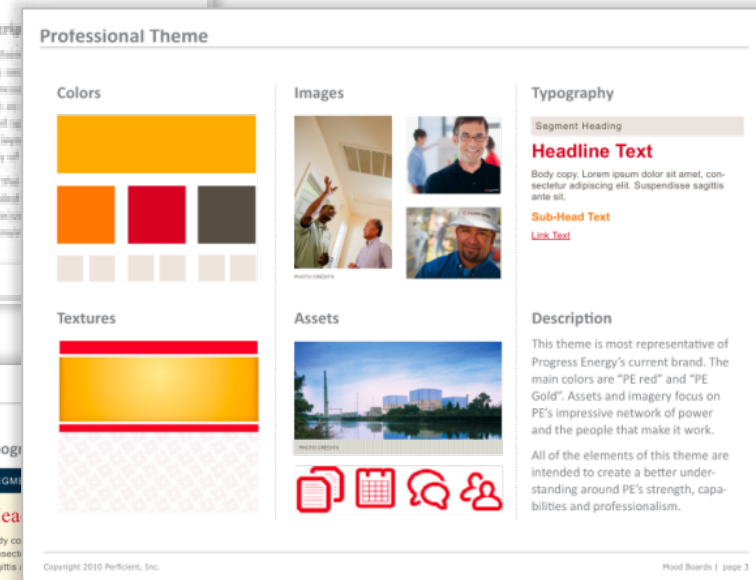 Professional Theme
Colors
Images
PHOTO CREDITS
Typography
Segment Heading
Headline Text
Body copy. Lorem ipsum dolor sit amet, con-
sectetur adipiscing elit. Suspendisse sagittis
ante sit.
Sub-Head Text
Link Text
Textures
Assets
PHOTO CREDITS
Description
This theme is most representative of
Progress Energy's current brand. The
main colors are "PE red" and "PE
Gold". Assets and imagery focus on
PE's impressive network of power
and the people that make it work.
All of the elements of this theme are
intended to create a better under-
standing around PE's strength, capa-
bilities and professionalism.
Copyright 2010 Perficient, Inc.
Mood Boards | page 3